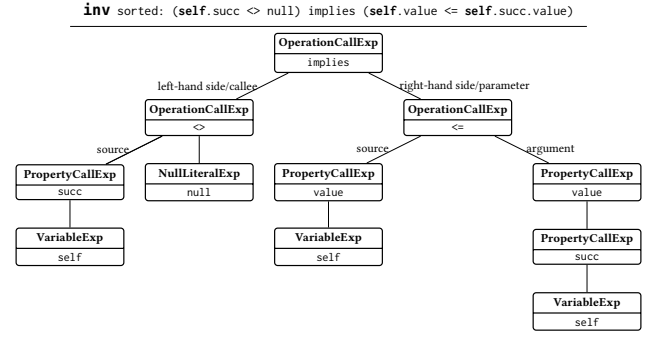 inv sorted: (self.succ <> null) implies (self.value <= self.succ.value)
OperationCallExp
implies
left-hand side/callee
right-hand side/parameter
OperationCallExp
<>
OperationCallExp
<=
source
source
argument
PropertyCallExp
succ
NullLiteralExp
null
PropertyCallExp
value
PropertyCallExp
value
VariableExp
self
VariableExp
self
PropertyCallExp
succ
VariableExp
self